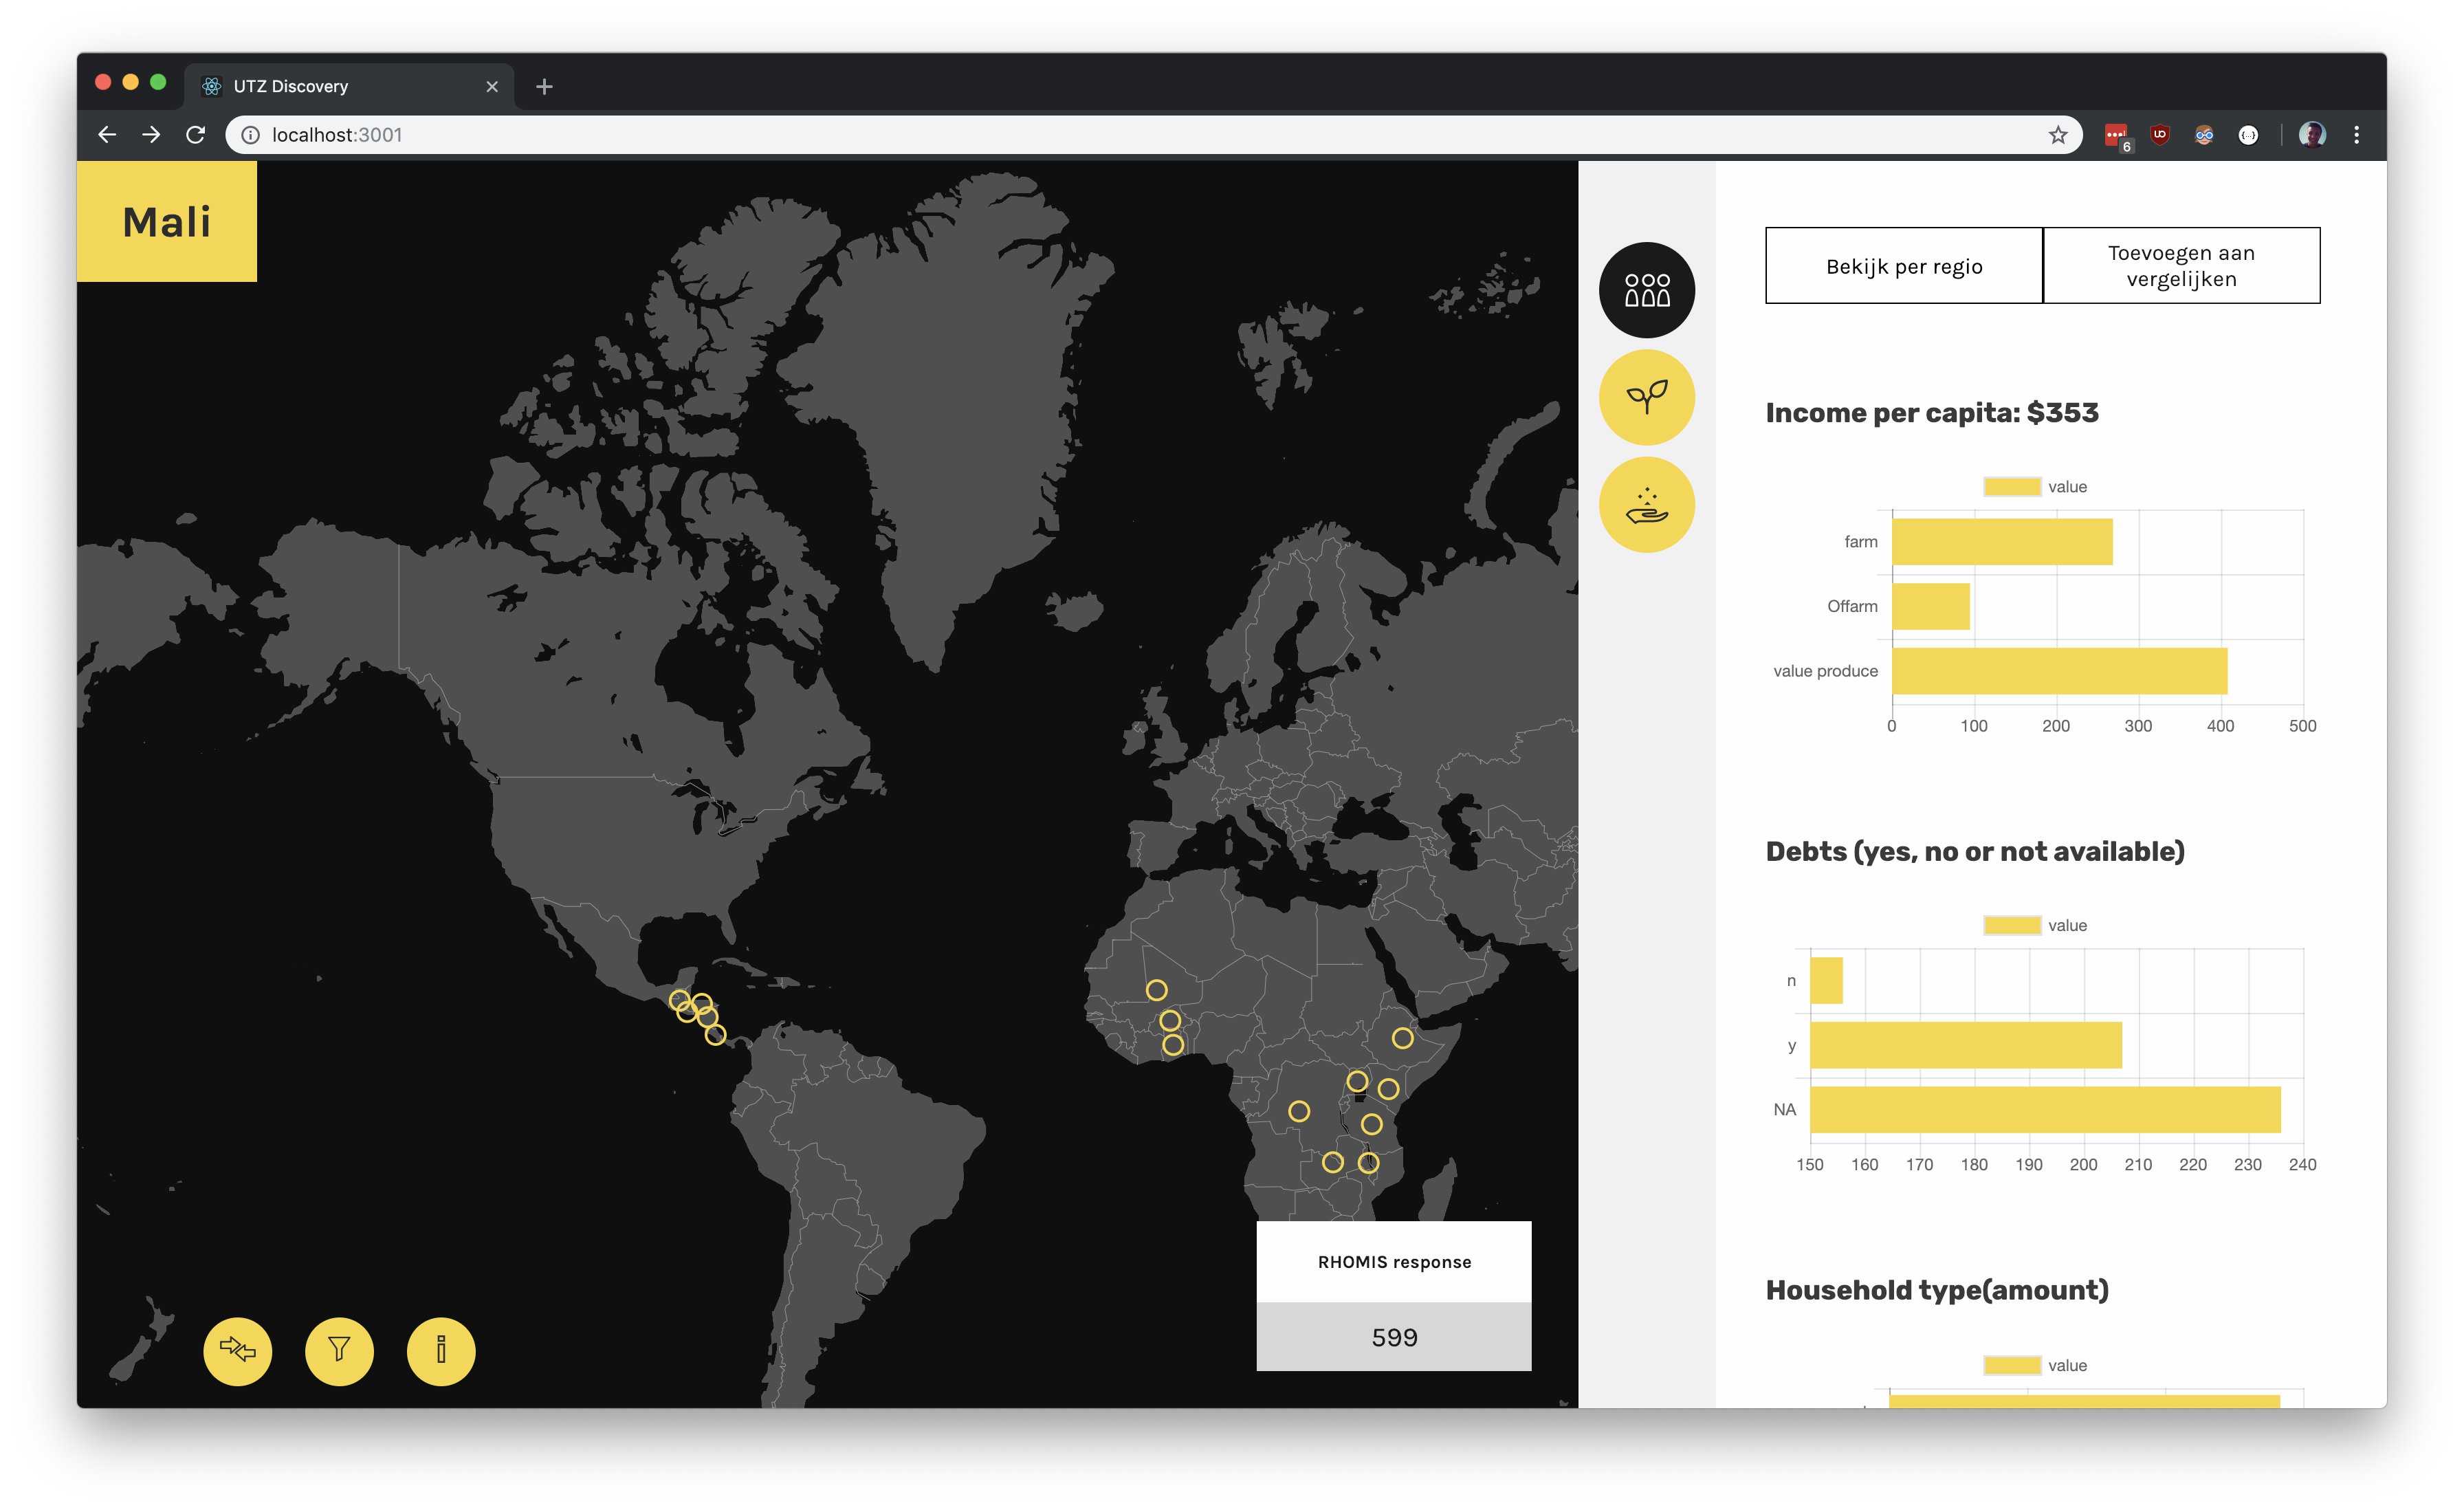 UTZ Discovery
localhost:3001
6
Mali
Bekijk per regio
Toevoegen aan
vergelijken
Income per capita: $353
value
farm
Offarm
value produce
0 100 200 300 400 500
Debts (yes, no or not available)
value
n
y
NA
150 160 170 180 190 200 210 220 230 240
Household type(amount)
value
RHOMIS response
599